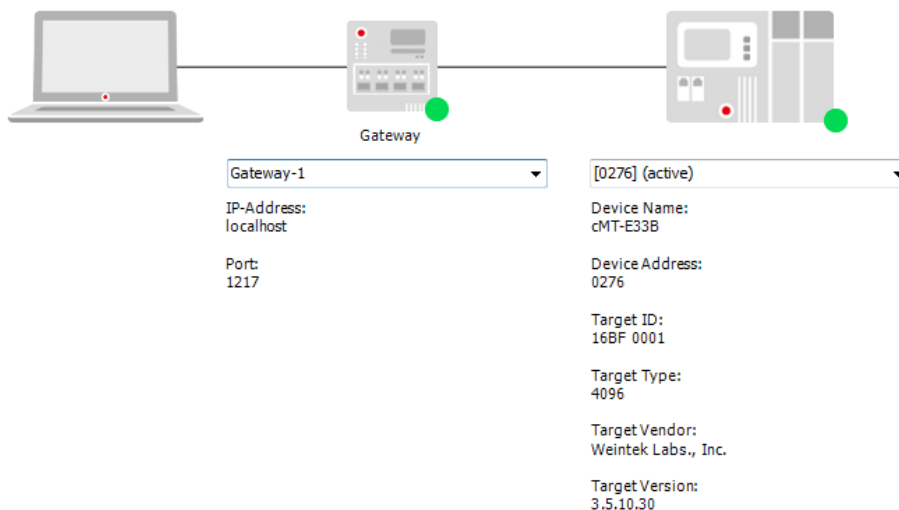 Gateway
Gateway-1
IP-Address:
localhost
Port:
1217
[0276] (active)
Device Name:
cMT-E33B
Device Address:
0276
Target ID:
16BF 0001
Target Type:
4096
Target Vendor:
Weintek Labs., Inc.
Target Version:
3.5.10.30